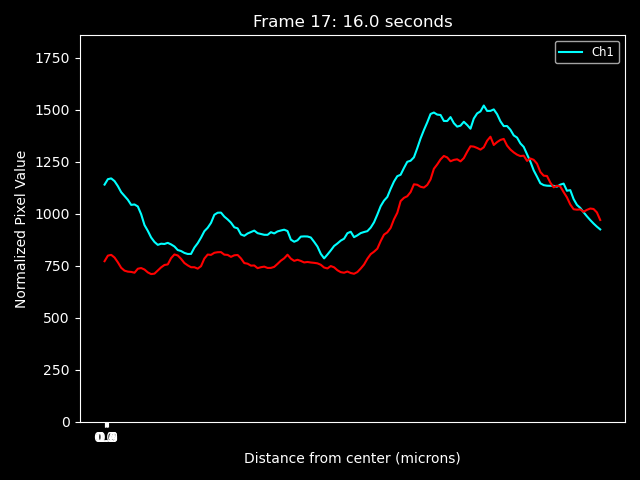 Frame 17: 16.0 seconds
Ch1
1750
1500
1250
1000
750
500
250
0
Normalized Pixel Value
Distance from center (microns)